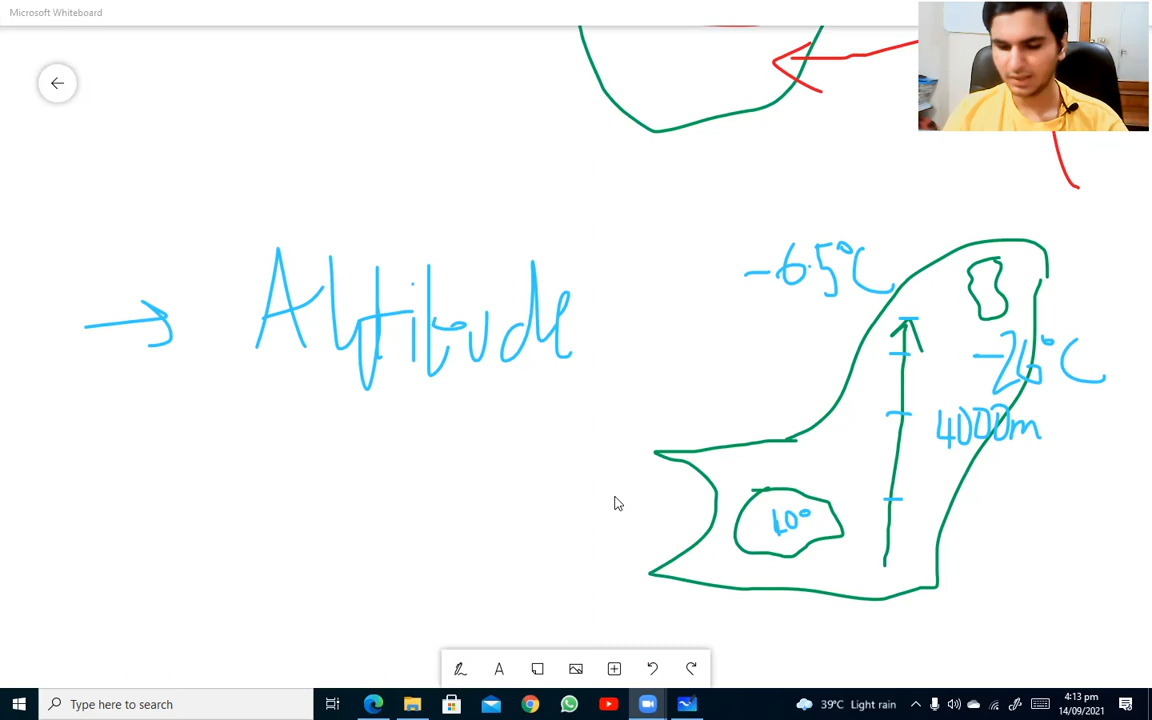 Microsoft Whiteboard
-6.5°C
Altitude
-26°C
4000m
10°
A
Type here to search
39°C Light rain
4:13 pm
14/09/2021